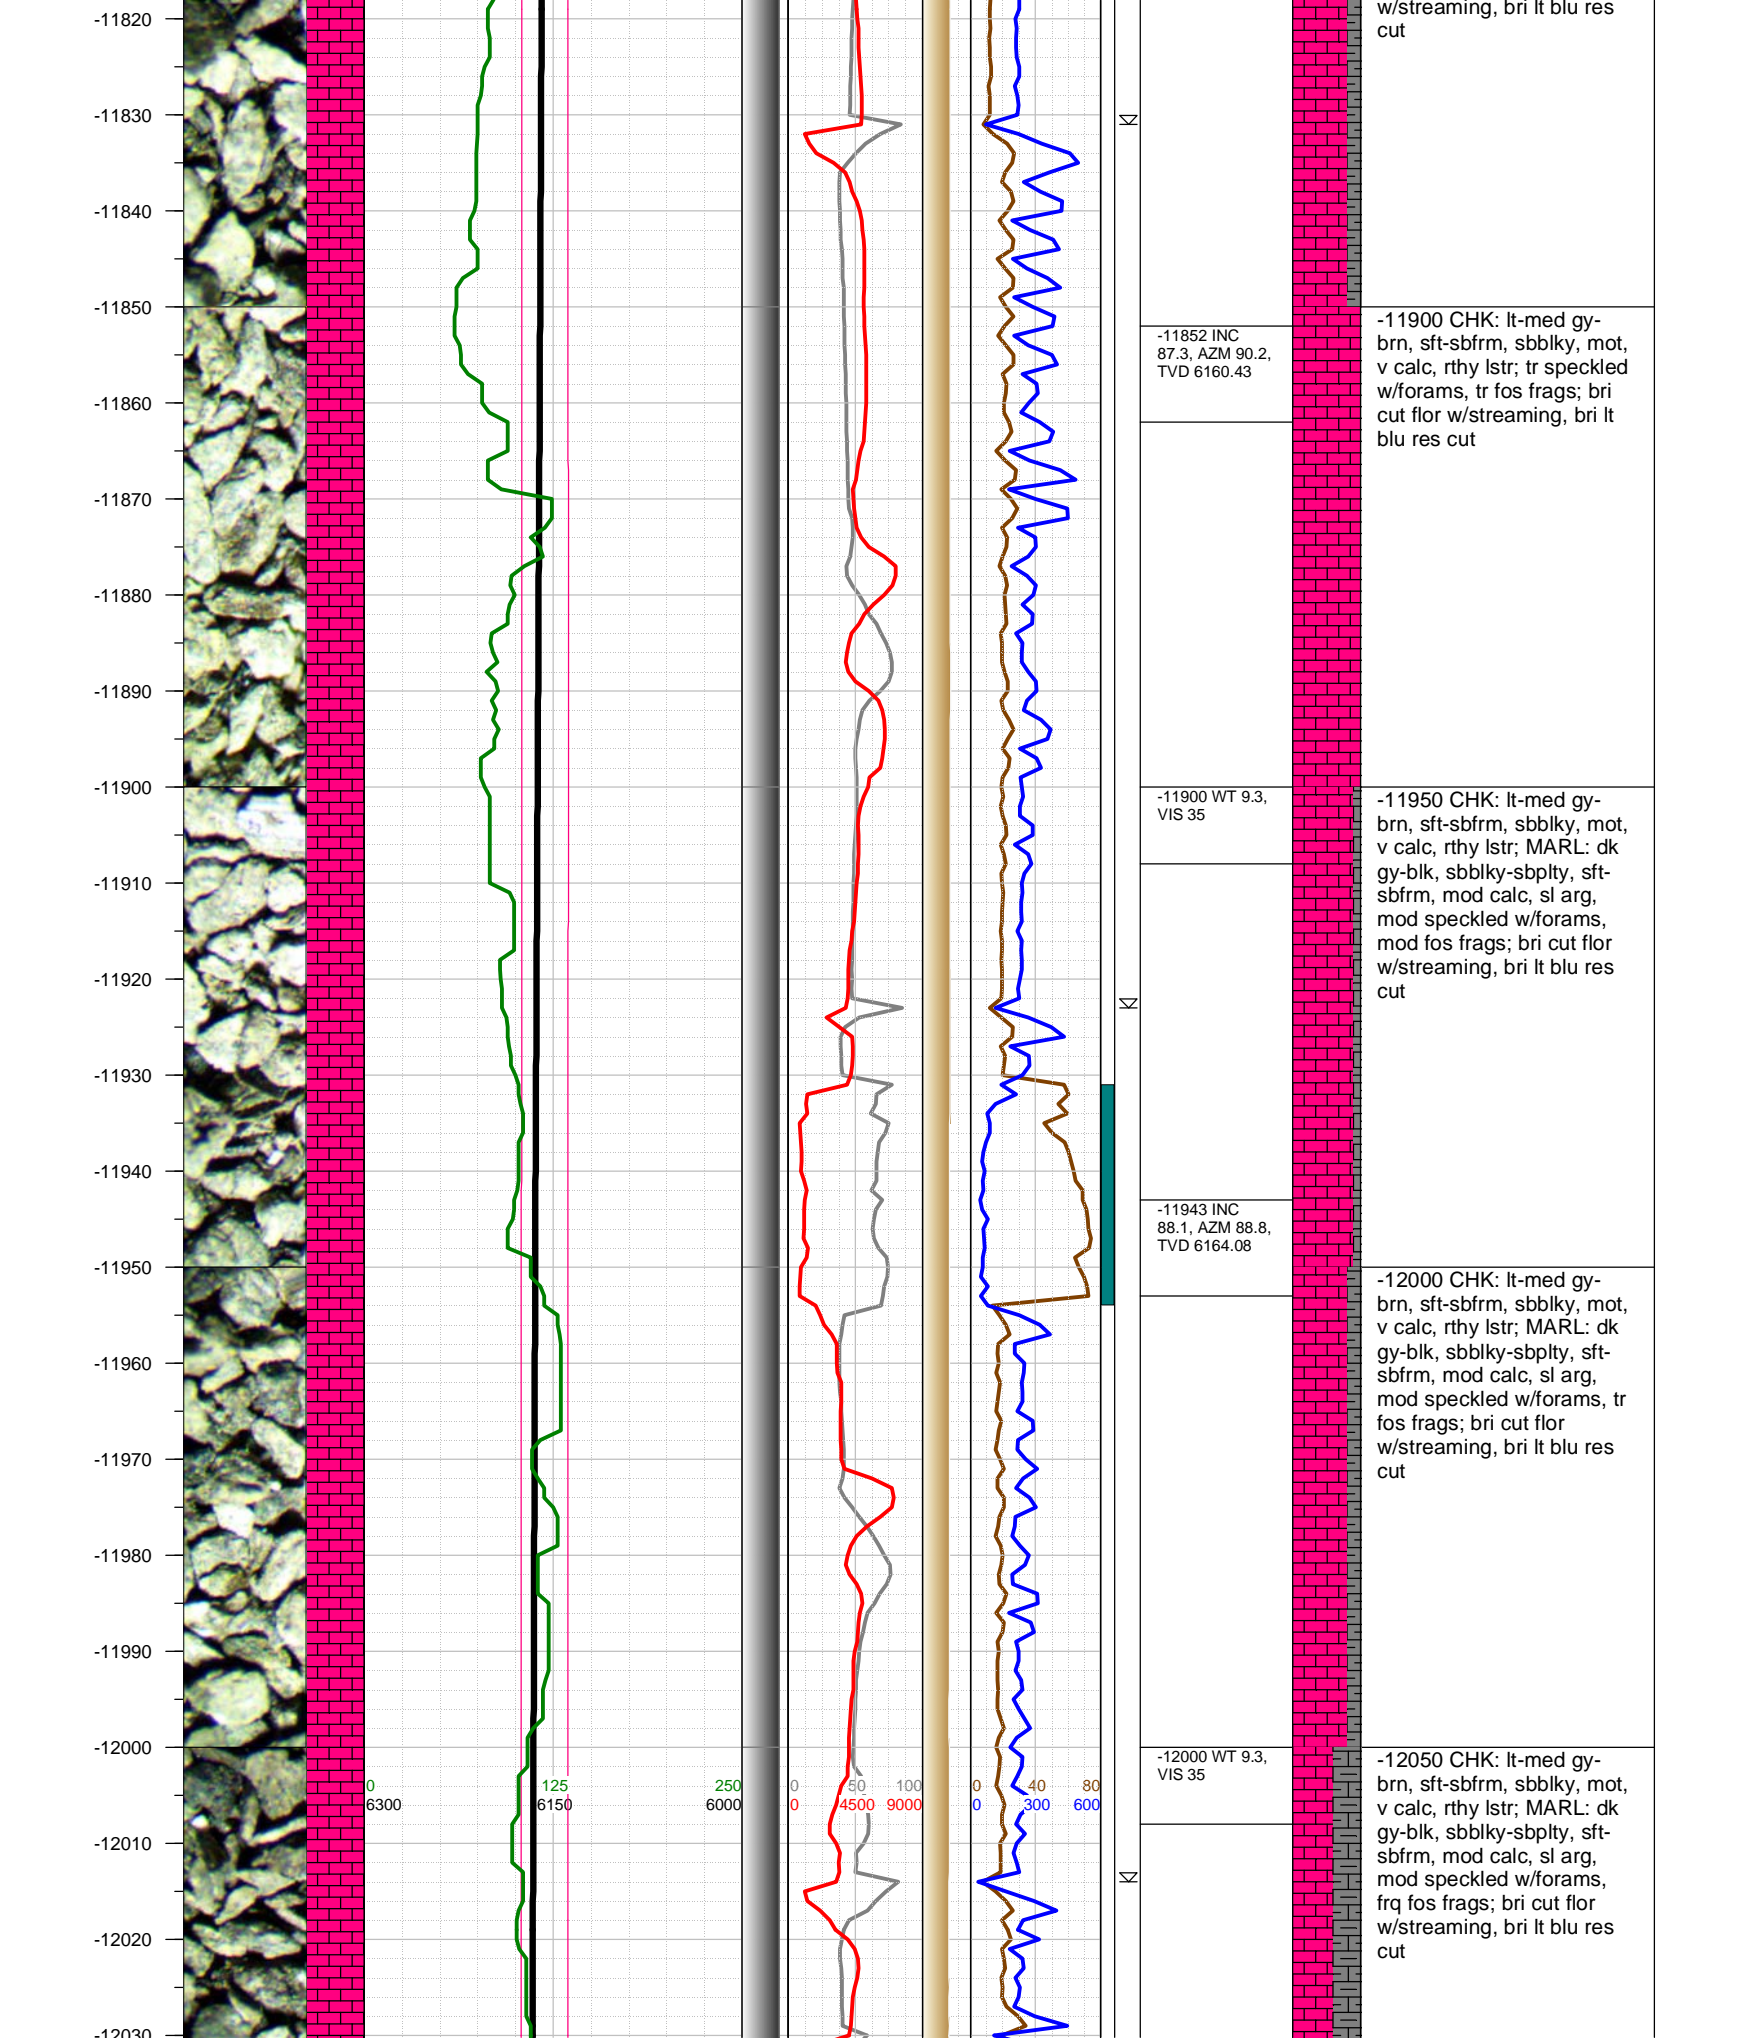 w/streaming, bri lt blu res
cut
-11820
-11830
-11840
-11850
-11860
-11870
-11880
-11890
-11900
-11910
-11920
-11930
-11940
-11950
-11960
-11970
-11980
-11990
-12000
-12010
-12020
-12030
0 125 250
6300 6150 6000
0 50 100
0 4500 9000
0 40 80
0 300 600
-11852 INC
87.3, AZM 90.2,
TVD 6160.43
-11900 WT 9.3,
VIS 35
-11943 INC
88.1, AZM 88.8,
TVD 6164.08
-12000 WT 9.3,
VIS 35
-11900 CHK: lt-med gy-
brn, sft-sbfrm, sbblky, mot,
v calc, rthy lstr; tr speckled
w/forams, tr fos frags; bri
cut flor w/streaming, bri lt
blu res cut
-11950 CHK: lt-med gy-
brn, sft-sbfrm, sbblky, mot,
v calc, rthy lstr; MARL: dk
gy-blk, sbblky-sbplty, sft-
sbfrm, mod calc, sl arg,
mod speckled w/forams,
mod fos frags; bri cut flor
w/streaming, bri lt blu res
cut
-12000 CHK: lt-med gy-
brn, sft-sbfrm, sbblky, mot,
v calc, rthy lstr; MARL: dk
gy-blk, sbblky-sbplty, sft-
sbfrm, mod calc, sl arg,
mod speckled w/forams, tr
fos frags; bri cut flor
w/streaming, bri lt blu res
cut
-12050 CHK: lt-med gy-
brn, sft-sbfrm, sbblky, mot,
v calc, rthy lstr; MARL: dk
gy-blk, sbblky-sbplty, sft-
sbfrm, mod calc, sl arg,
mod speckled w/forams,
frq fos frags; bri cut flor
w/streaming, bri lt blu res
cut